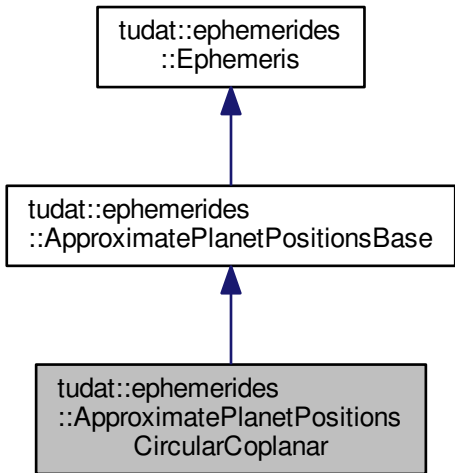 tudat::ephemerides
::Ephemeris
tudat::ephemerides
::ApproximatePlanetPositionsBase
tudat::ephemerides
::ApproximatePlanetPositions
CircularCoplanar